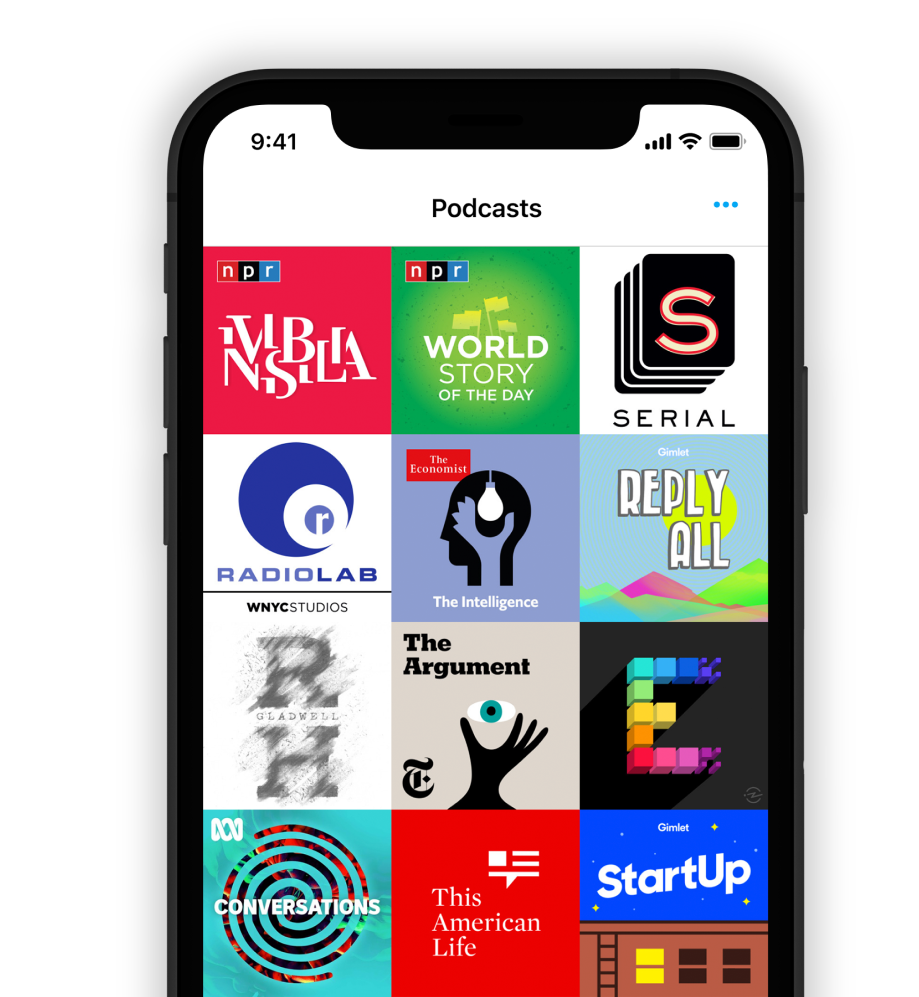 9:41
Podcasts
npr
INVISIBILIA
npr
WORLD
STORY
OF THE DAY
S
SERIAL
r
RADIOLAB
WNYCSTUDIOS
The
Economist
The Intelligence
Gimlet
REPLY
ALL
R
GLADWELL
H
The
Argument
T
E
CONVERSATIONS
This
American
Life
Gimlet
StartUp